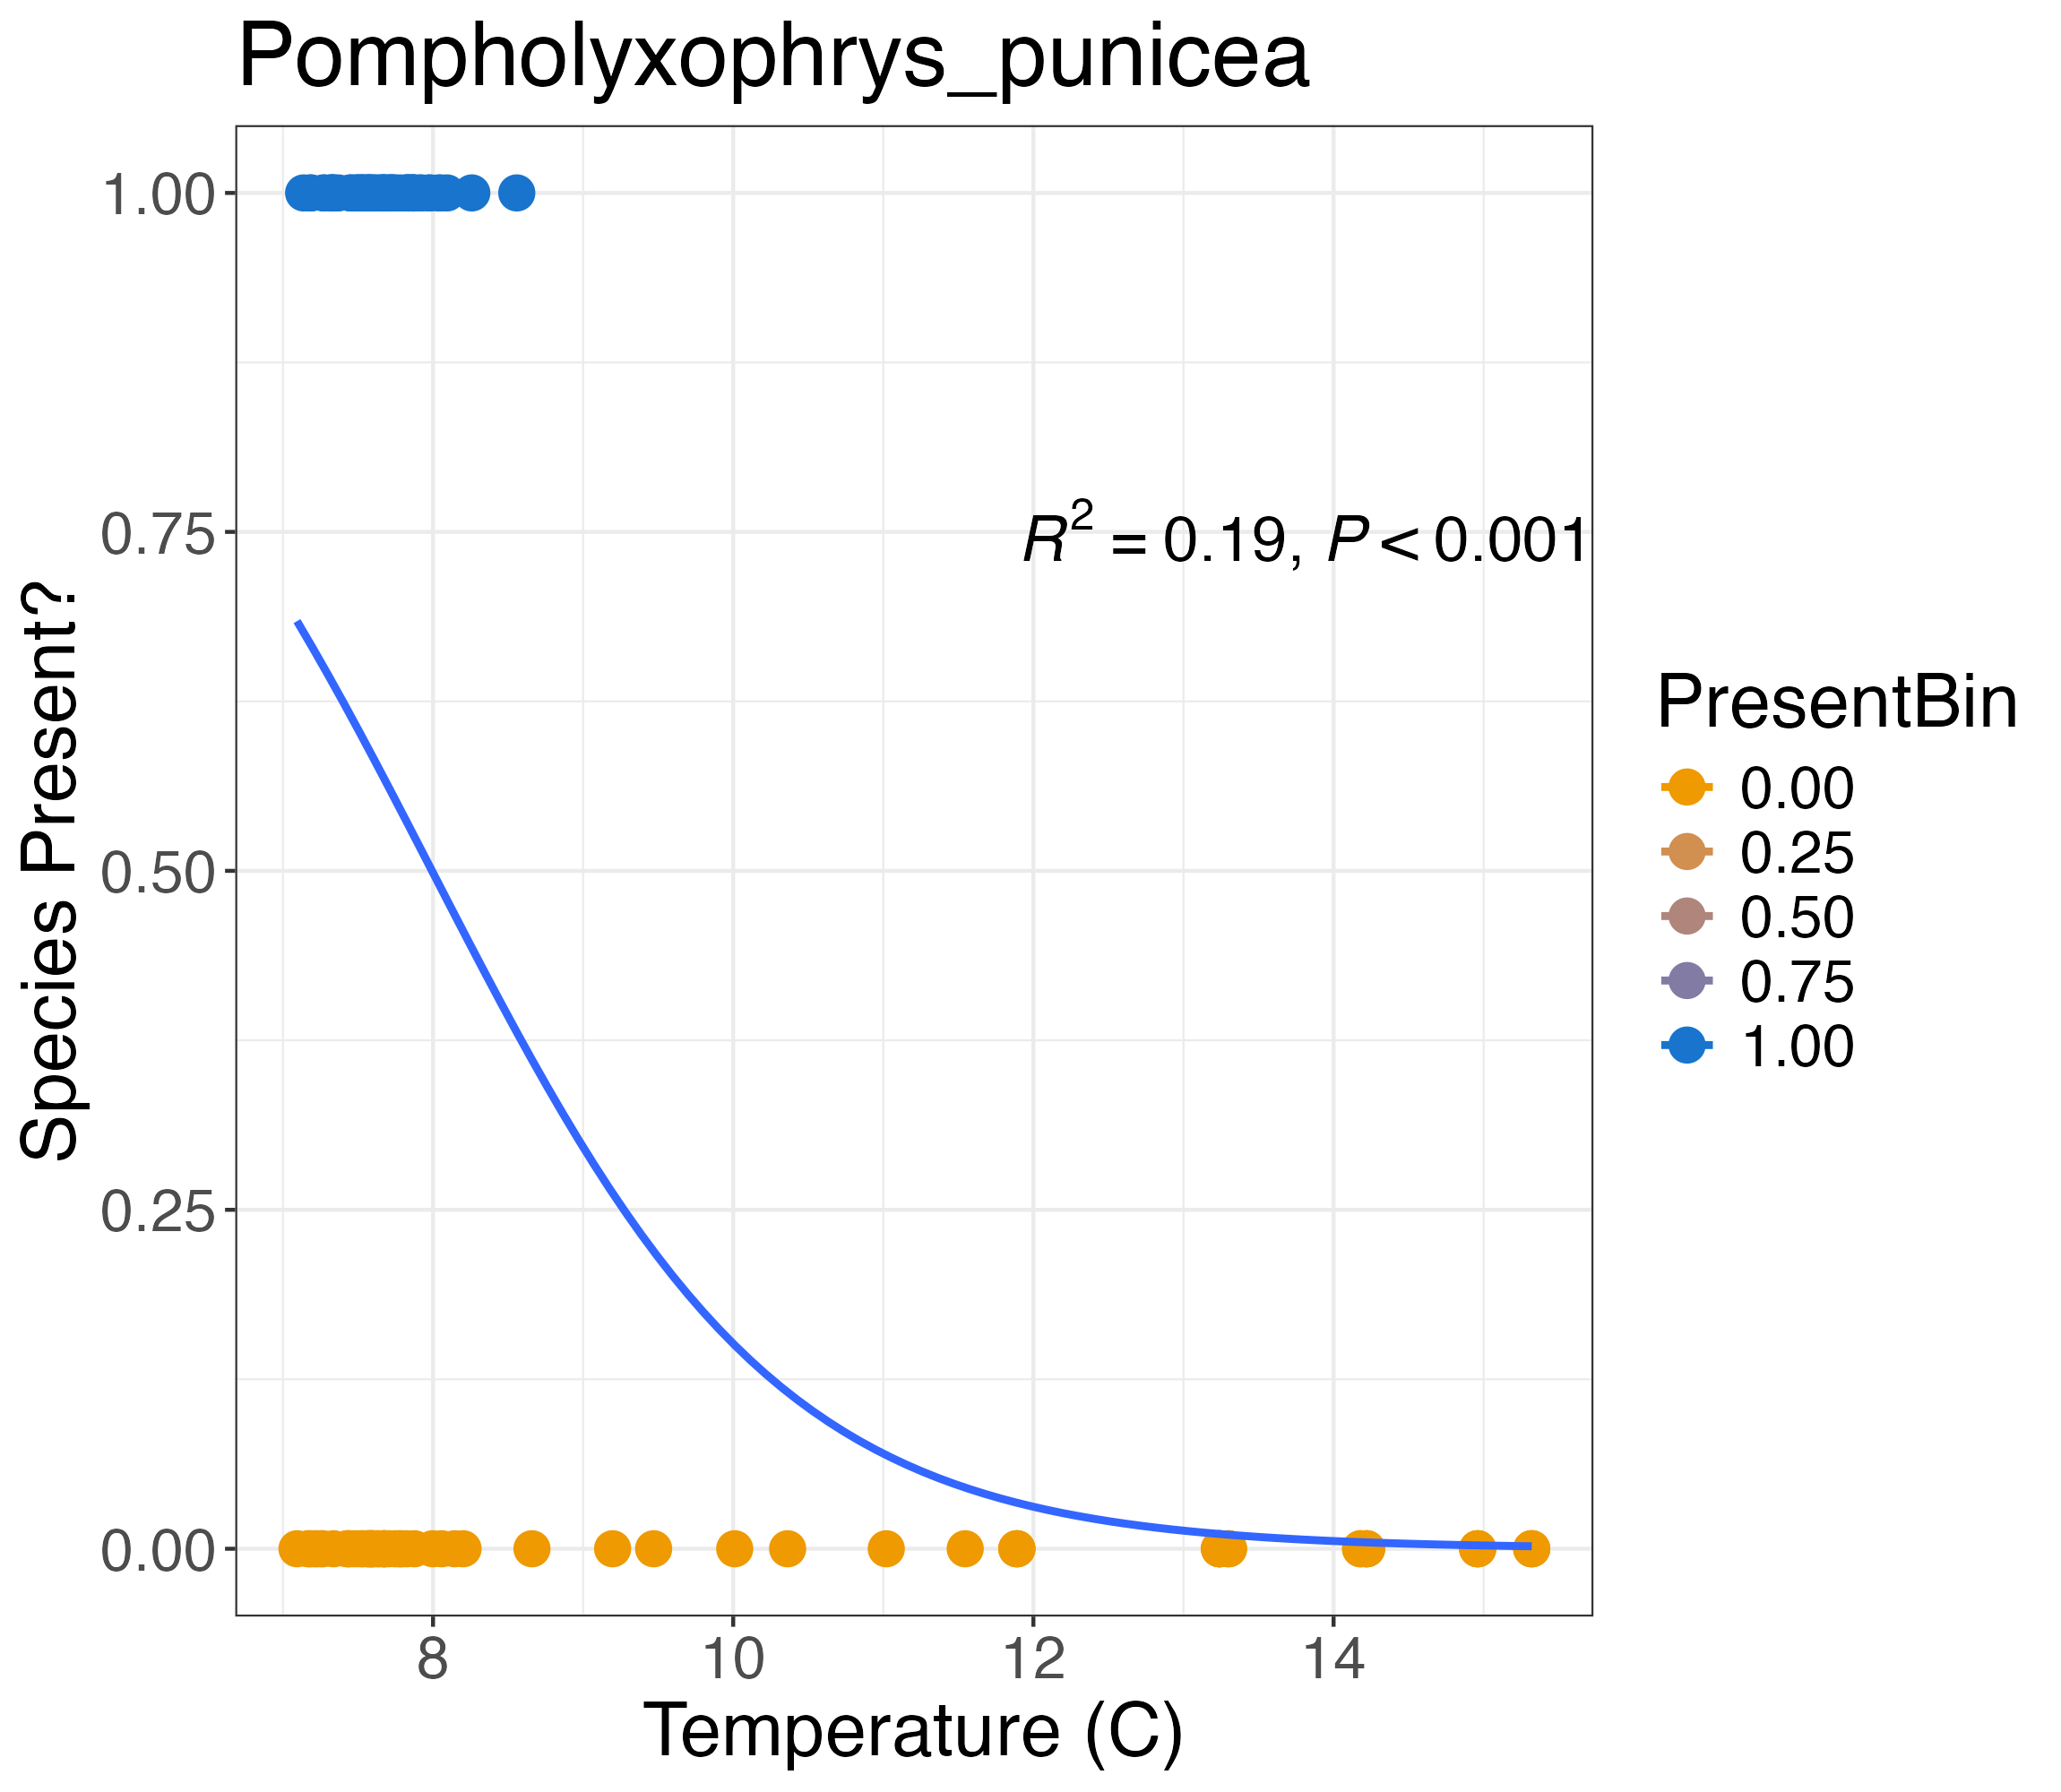 Pompholyxophrys_punicea
Species Present?
1.00
0.75
0.50
0.25
0.00
R² = 0.19, P < 0.001
8 10 12 14
Temperature (C)
PresentBin
0.00
0.25
0.50
0.75
1.00